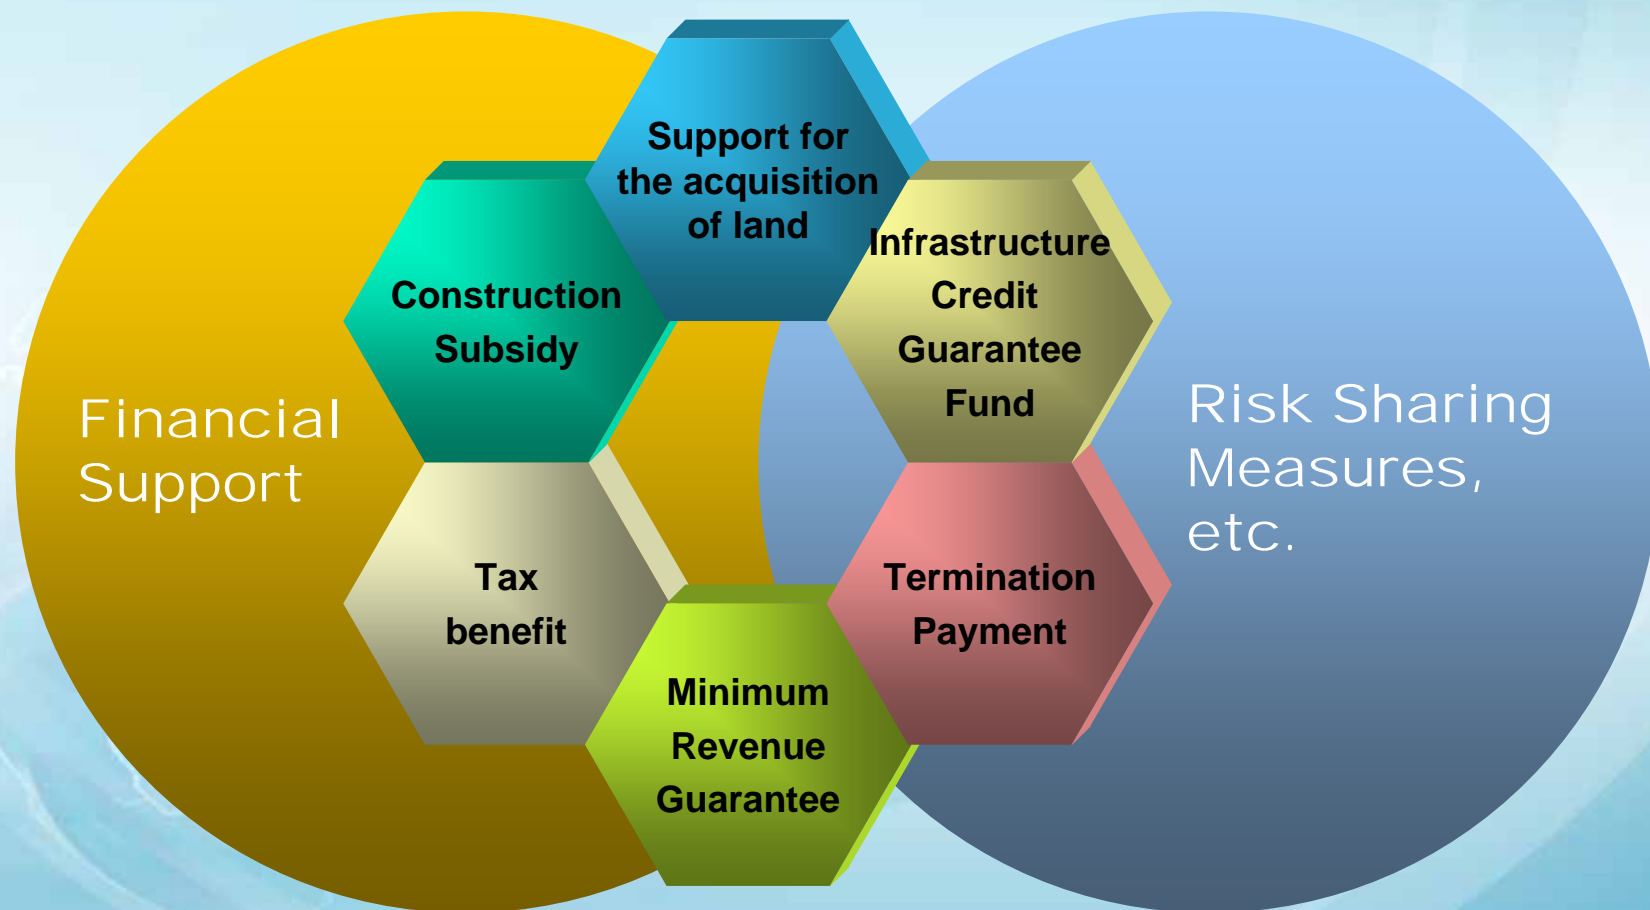 Support for
the acquisition
of land
Construction
Subsidy
Infrastructure
Credit
Guarantee
Fund
Financial
Support
Risk Sharing
Measures,
etc.
Tax
benefit
Termination
Payment
Minimum
Revenue
Guarantee